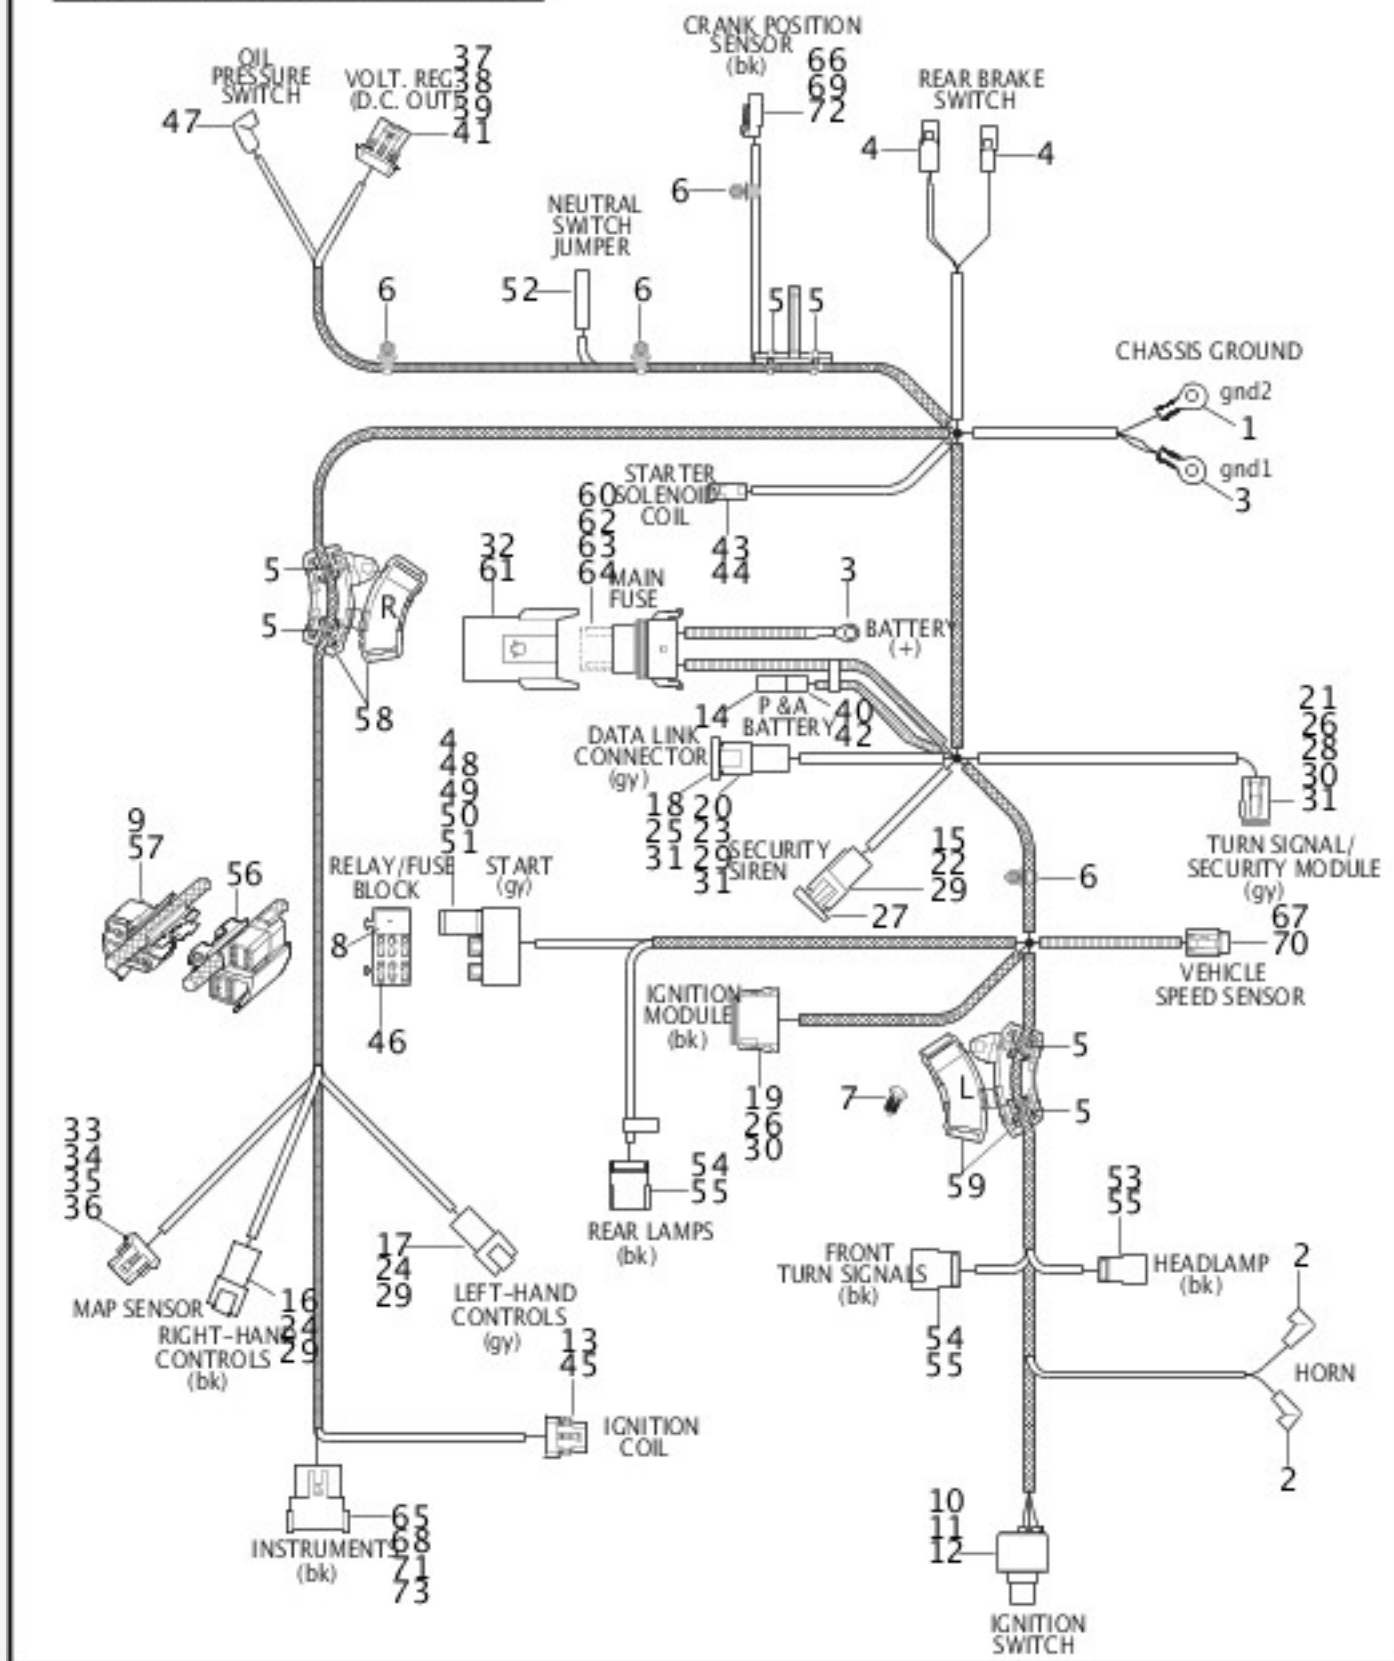 CRANK POSITION
SENSOR
(bk)
66
69
72
OIL
PRESSURE
SWITCH
47
VOLT. REG
(D.C. OUT)
37
38
39
41
REAR BRAKE
SWITCH
4
4
6
NEUTRAL
SWITCH
JUMPER
52
6
6
5
5
CHASSIS GROUND
gnd2
1
gnd1
3
STARTER
SOLENOID
COIL
43
44
60
62
63
64
MAIN
FUSE
32
61
3
BATTERY
(+)
5
5
R
58
14
P & A
BATTERY
40
42
DATA LINK
CONNECTOR
(gy)
18
25
31
20
23
29
31
21
26
28
30
31
TURN SIGNAL/
SECURITY MODULE
(gy)
SECURITY
SIREN
15
22
29
27
6
4
48
49
50
51
START
(gy)
RELAY/FUSE
BLOCK
8
46
9
57
56
67
70
VEHICLE
SPEED SENSOR
IGNITION
MODULE
(bk)
19
26
30
7
L
5
5
59
54
55
REAR LAMPS
(bk)
33
34
35
36
MAP SENSOR
16
24
29
RIGHT-HAND
CONTROLS
(bk)
17
24
29
LEFT-HAND
CONTROLS
(gy)
13
45
IGNITION
COIL
53
55
HEADLAMP
(bk)
FRONT
TURN SIGNALS
(bk)
54
55
2
HORN
2
65
68
71
73
INSTRUMENTS
(bk)
10
11
12
IGNITION
SWITCH